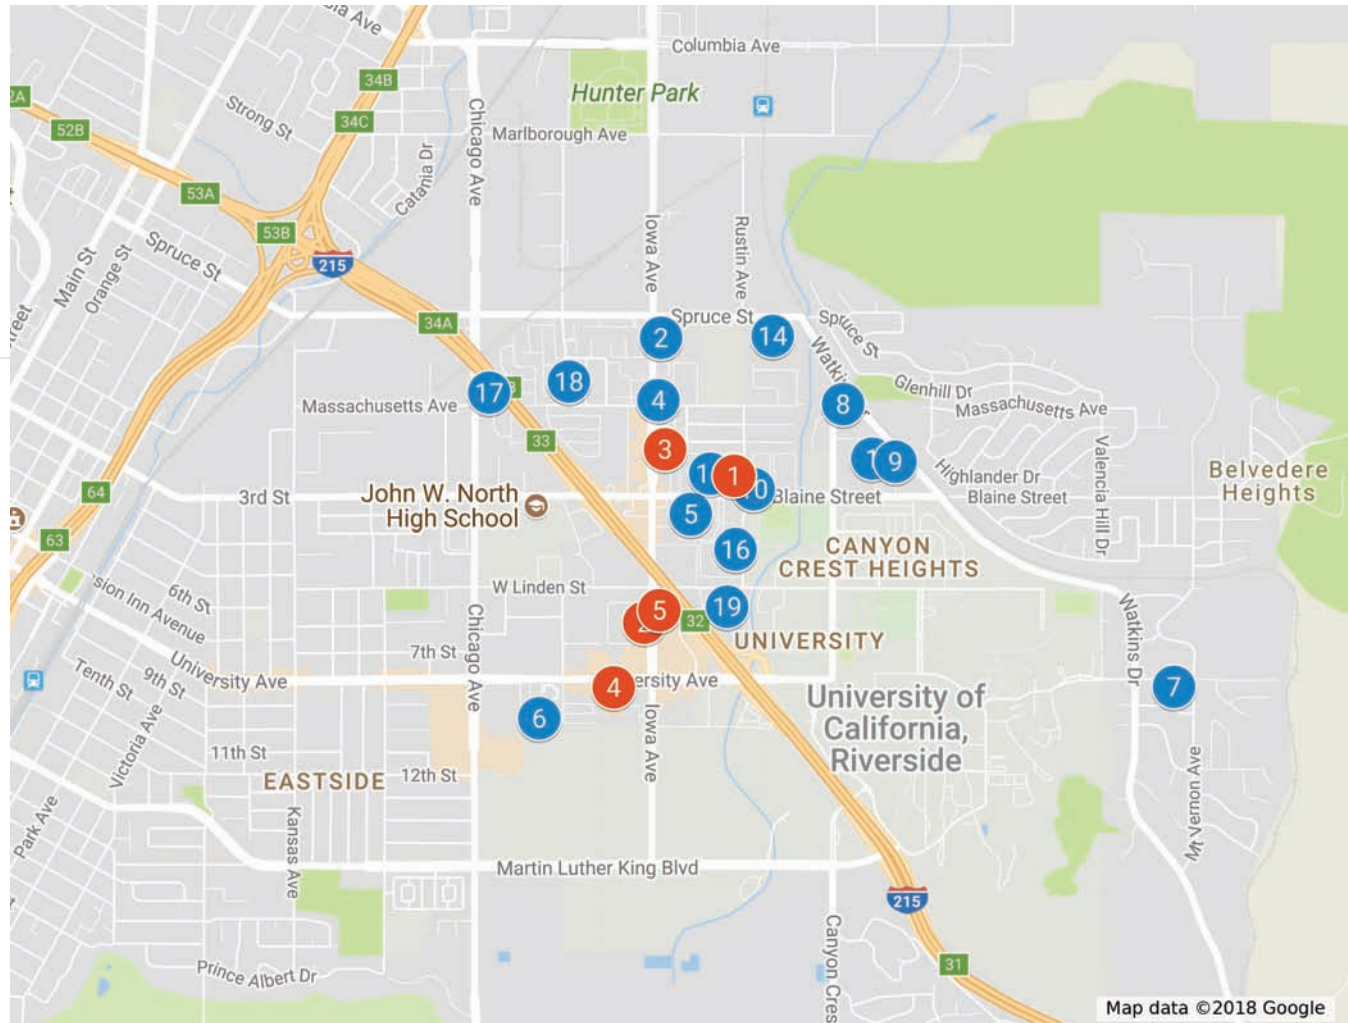 Columbia Ave
34B
Hunter Park
2A
Strong St
34C
Chicago Ave
52B
Marlborough Ave
Catania Dr
53A
Iowa Ave
Rustin Ave
53B
Spruce St
Main St
Orange St
215
34A
Spruce St
Spruce St
2
14
Glenhill Dr
Massachusetts Ave
17
18
4
8
Massachusetts Ave
33
3
Valencia Hill Dr
9
Highlander Dr
Belvedere
Heights
64
3rd St
John W. North
High School
1
Blaine Street
Blaine Street
5
63
16
CANYON
CREST HEIGHTS
6th St
W Linden St
Watkins Dr
5
19
32
UNIVERSITY
Chicago Ave
7th St
University Ave
9th St
Tenth St
4
7
University of
California,
Riverside
6
Iowa Ave
Victoria Ave
11th St
12th St
EASTSIDE
Mt Vernon Ave
Park Ave
Kansas Ave
Martin Luther King Blvd
215
Prince Albert Dr
31
Map data ©2018 Google